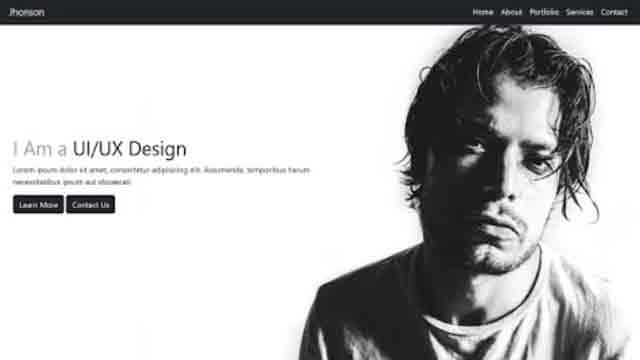 Jhonson
Home About Portfolio Services Contact
I Am a UI/UX Design
Lorem ipsum dolor sit amet, consectetur adipisicing elit. Assumenda, temporibus harum
necessitatibus ipsum aut obcaecati.
Learn More Contact Us